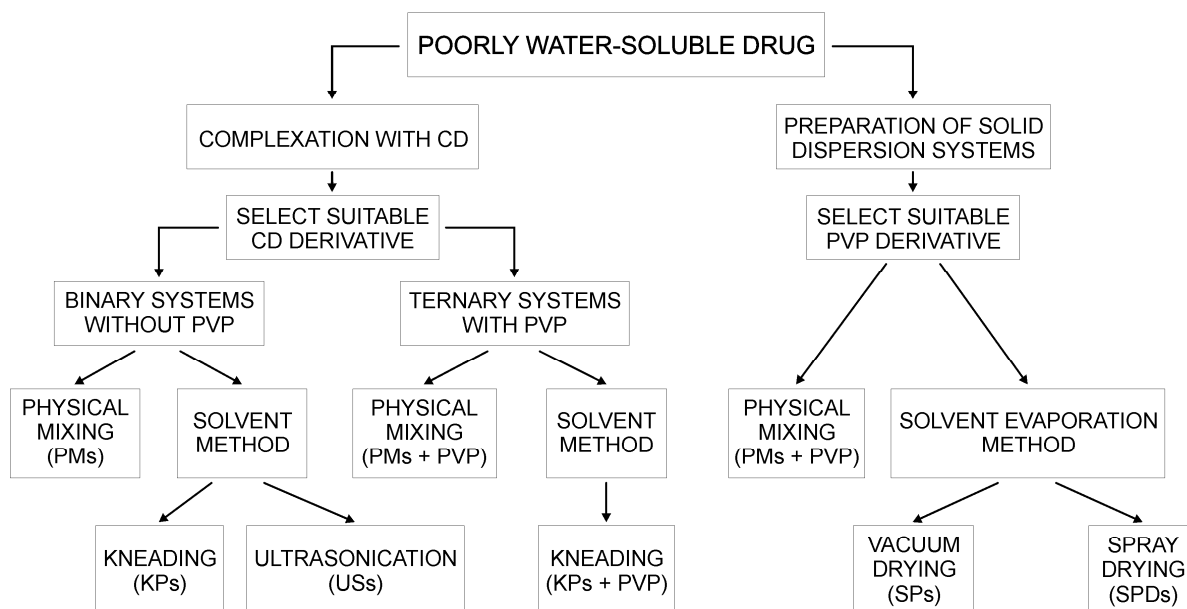 POORLY WATER-SOLUBLE DRUG
COMPLEXATION WITH CD
PREPARATION OF SOLID
DISPERSION SYSTEMS
SELECT SUITABLE
CD DERIVATIVE
SELECT SUITABLE
PVP DERIVATIVE
BINARY SYSTEMS
WITHOUT PVP
TERNARY SYSTEMS
WITH PVP
PHYSICAL
MIXING
(PMs)
SOLVENT
METHOD
PHYSICAL
MIXING
(PMs + PVP)
SOLVENT
METHOD
PHYSICAL
MIXING
(PMs + PVP)
SOLVENT EVAPORATION
METHOD
KNEADING
(KPs)
ULTRASONICATION
(USs)
KNEADING
(KPs + PVP)
VACUUM
DRYING
(SPs)
SPRAY
DRYING
(SPDs)